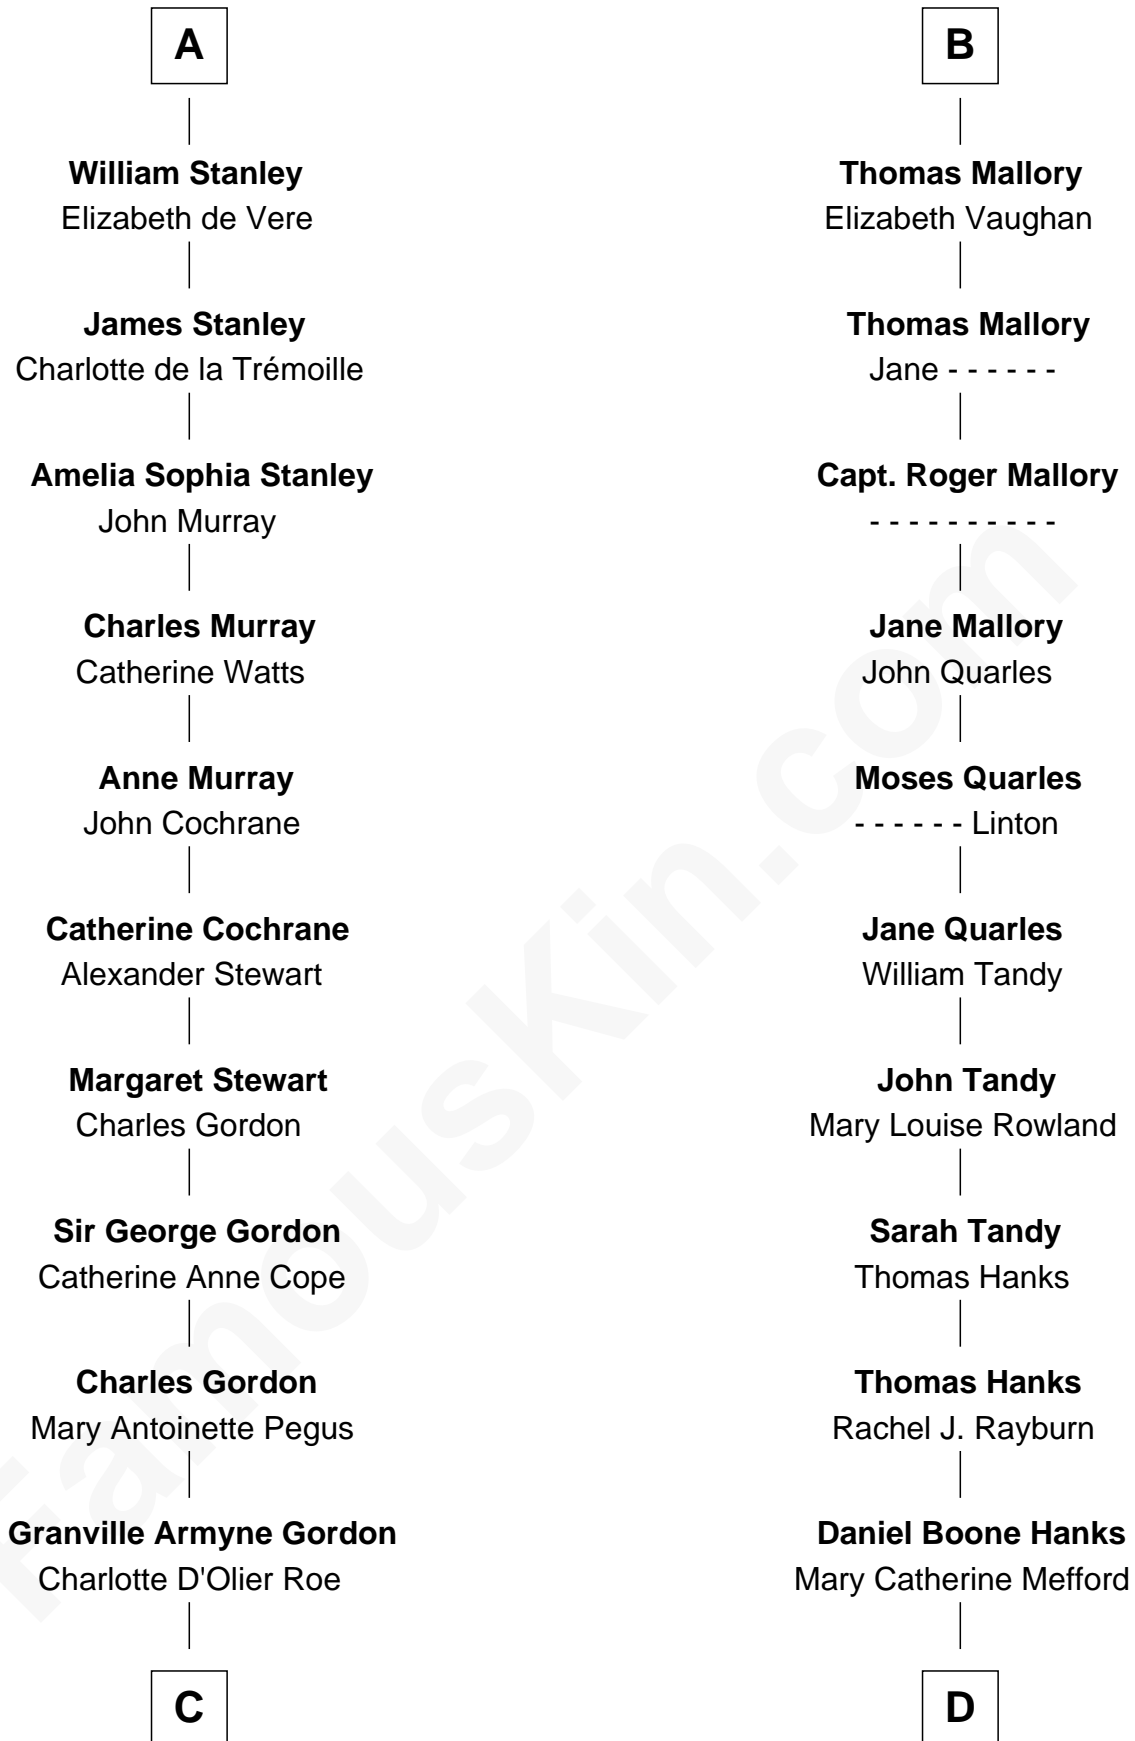 A
William Stanley
Elizabeth de Vere
James Stanley
Charlotte de la Trémoille
Amelia Sophia Stanley
John Murray
Charles Murray
Catherine Watts
Anne Murray
John Cochrane
Catherine Cochrane
Alexander Stewart
Margaret Stewart
Charles Gordon
Sir George Gordon
Catherine Anne Cope
Charles Gordon
Mary Antoinette Pegus
Granville Armyne Gordon
Charlotte D'Olier Roe
C
B
Thomas Mallory
Elizabeth Vaughan
Thomas Mallory
Jane - - - - - -
Capt. Roger Mallory
- - - - - - - - - -
Jane Mallory
John Quarles
Moses Quarles
- - - - - - Linton
Jane Quarles
William Tandy
John Tandy
Mary Louise Rowland
Sarah Tandy
Thomas Hanks
Thomas Hanks
Rachel J. Rayburn
Daniel Boone Hanks
Mary Catherine Mefford
D
FamousKin.com